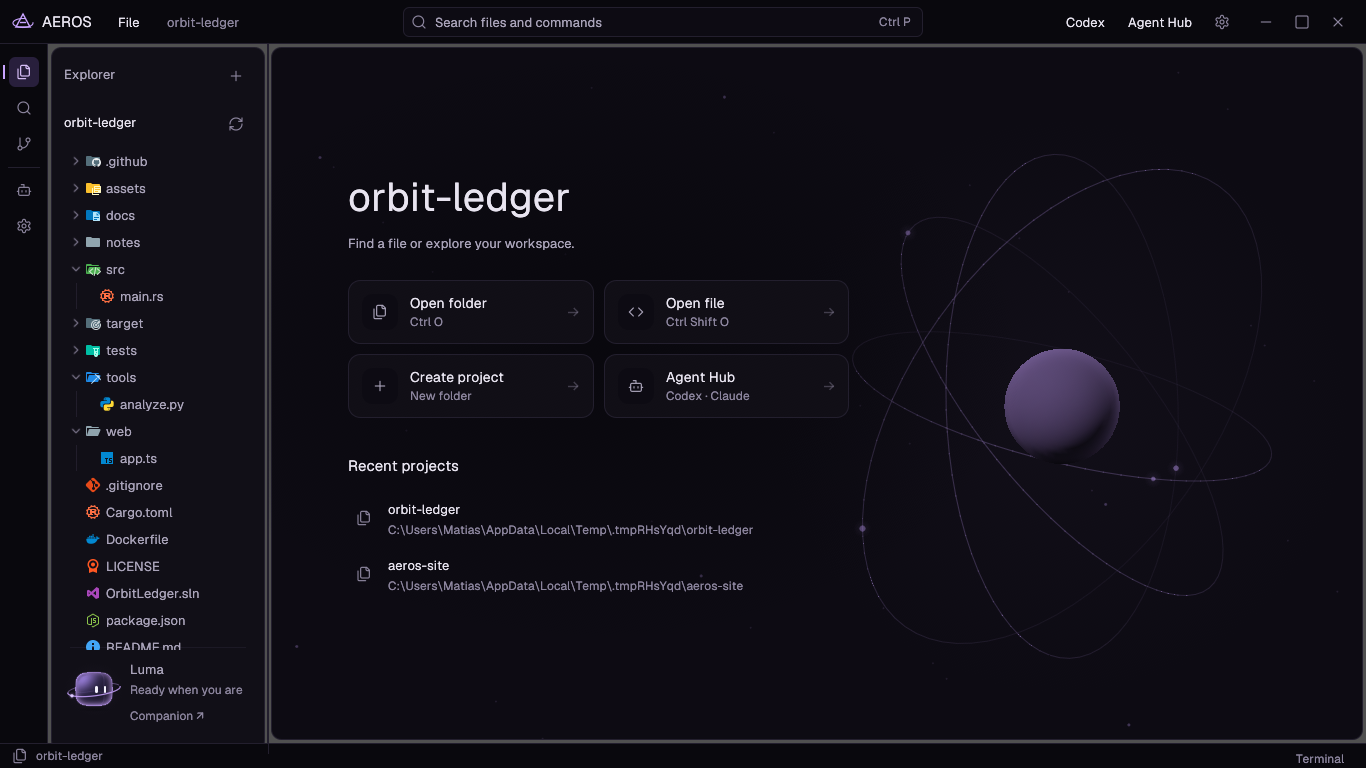 AEROS
File
orbit-ledger
Search files and commands
Ctrl P
Codex
Agent Hub
Explorer
orbit-ledger
.github
assets
docs
notes
src
main.rs
target
tests
tools
analyze.py
web
app.ts
.gitignore
Cargo.toml
Dockerfile
LICENSE
OrbitLedger.sln
package.json
README.md
Luma
Ready when you are
Companion ↗
orbit-ledger
Find a file or explore your workspace.
Open folder
Ctrl O
Open file
Ctrl Shift O
Create project
New folder
Agent Hub
Codex · Claude
Recent projects
orbit-ledger
C:\Users\Matias\AppData\Local\Temp\.tmpRHsYqd\orbit-ledger
aeros-site
C:\Users\Matias\AppData\Local\Temp\.tmpRHsYqd\aeros-site
orbit-ledger
Terminal